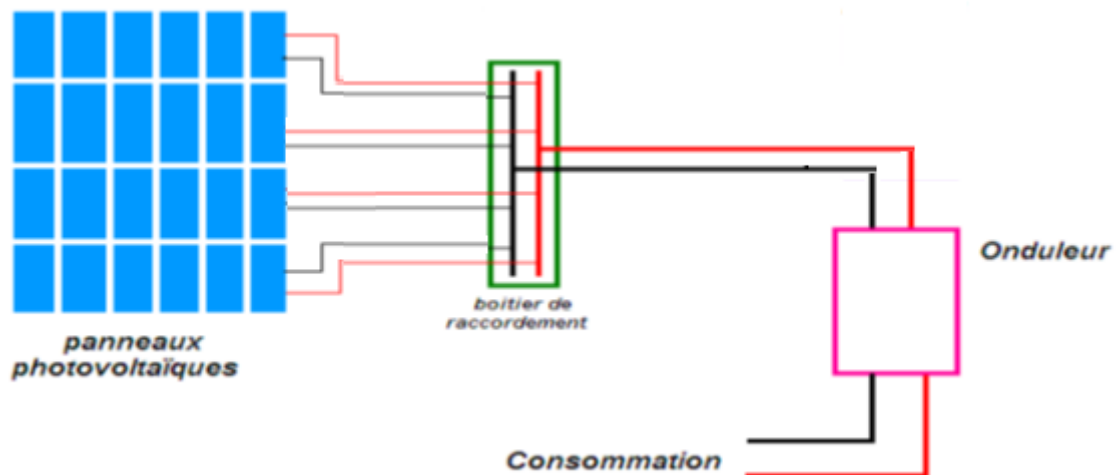 Onduleur
boitier de
raccordement
panneaux
photovoltaïques
Consommation